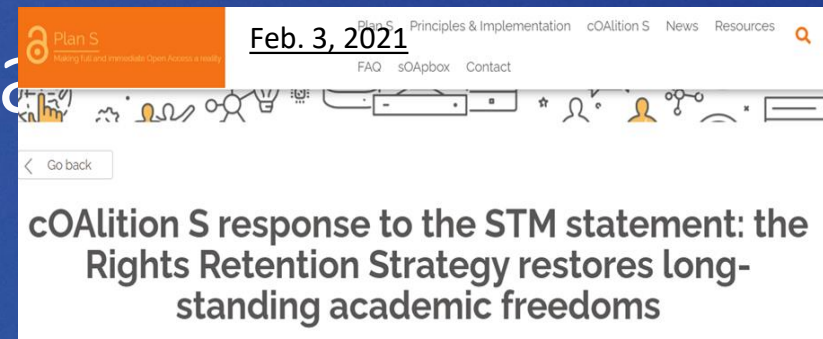 Plan S
Making full and immediate Open Access a reality
Feb. 3, 2021
Plan S Principles & Implementation cOAlition S News Resources
FAQ sOApbox Contact
Go back
cOAlition S response to the STM statement: the
Rights Retention Strategy restores long-
standing academic freedoms